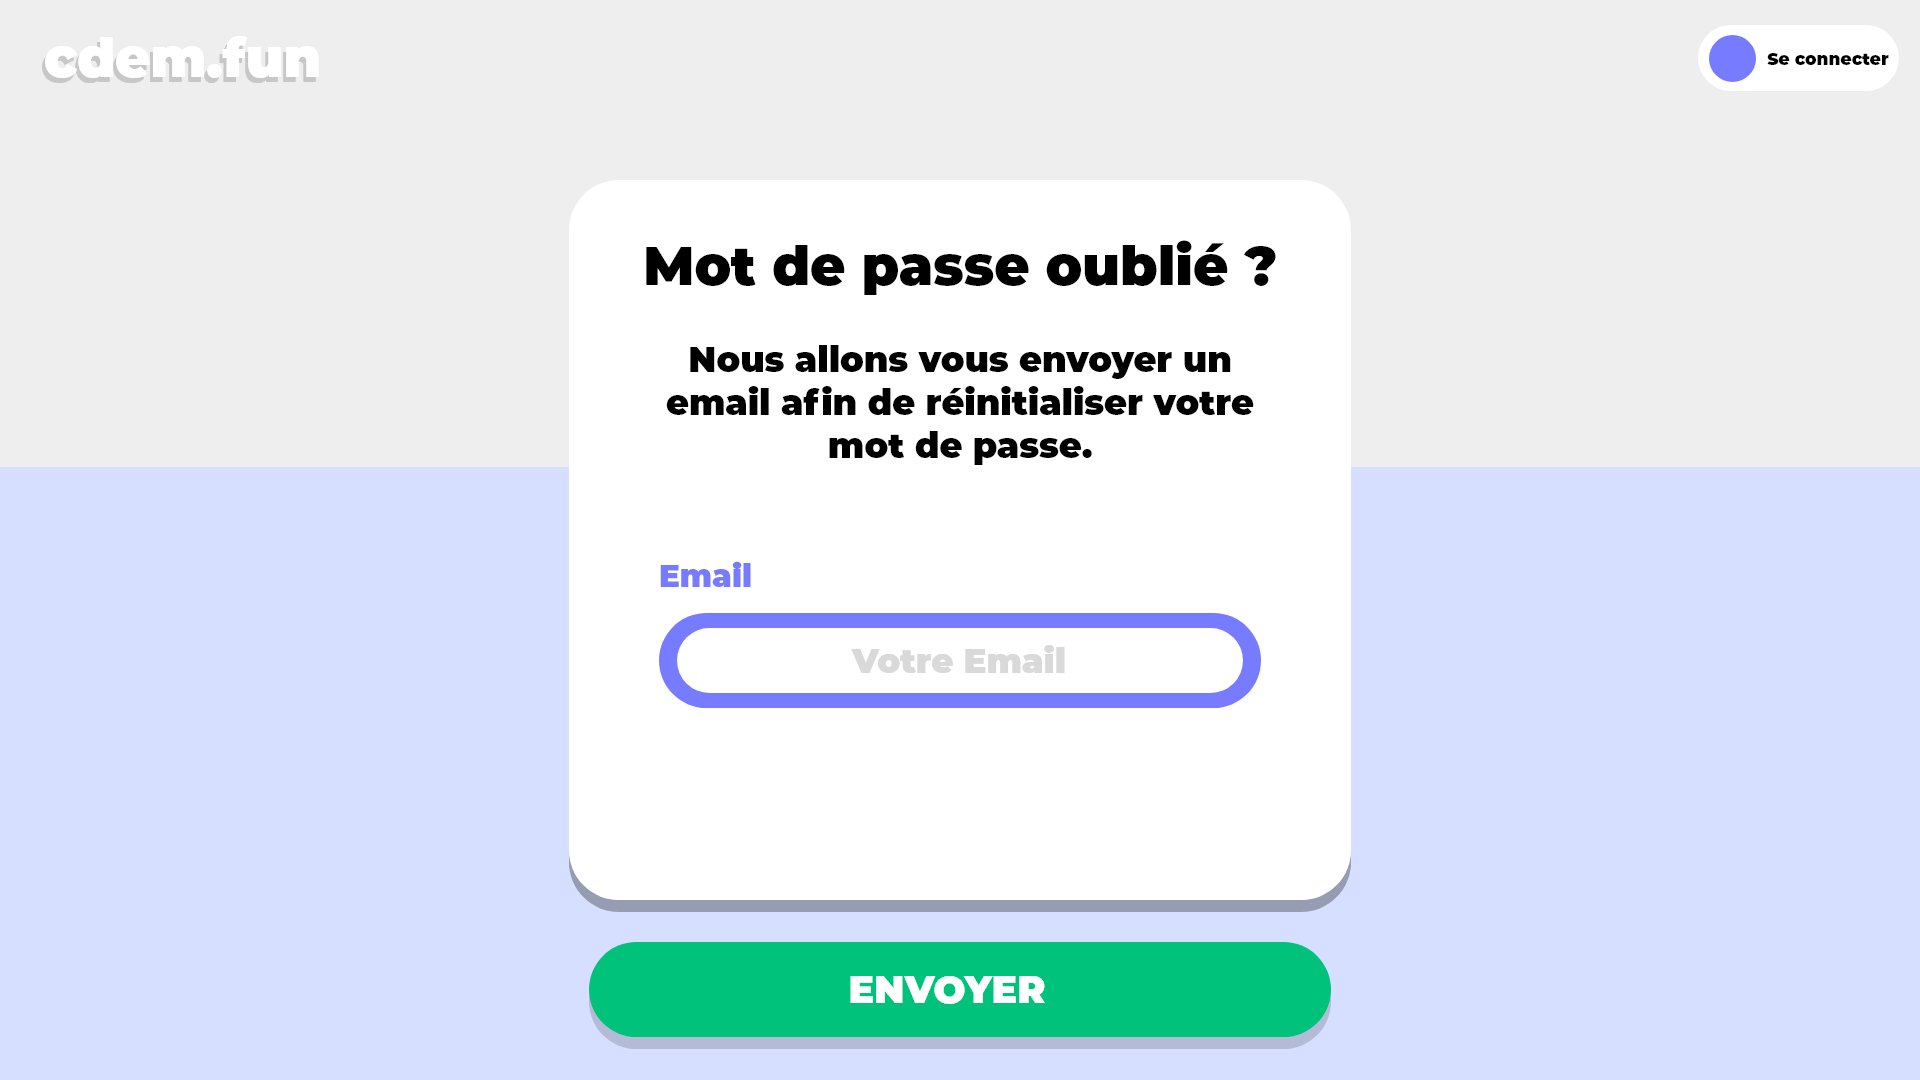 cdem.fun
Se connecter
Mot de passe oublié ?
Nous allons vous envoyer un
email afin de réinitialiser votre
mot de passe.
Email
Votre Email
ENVOYER